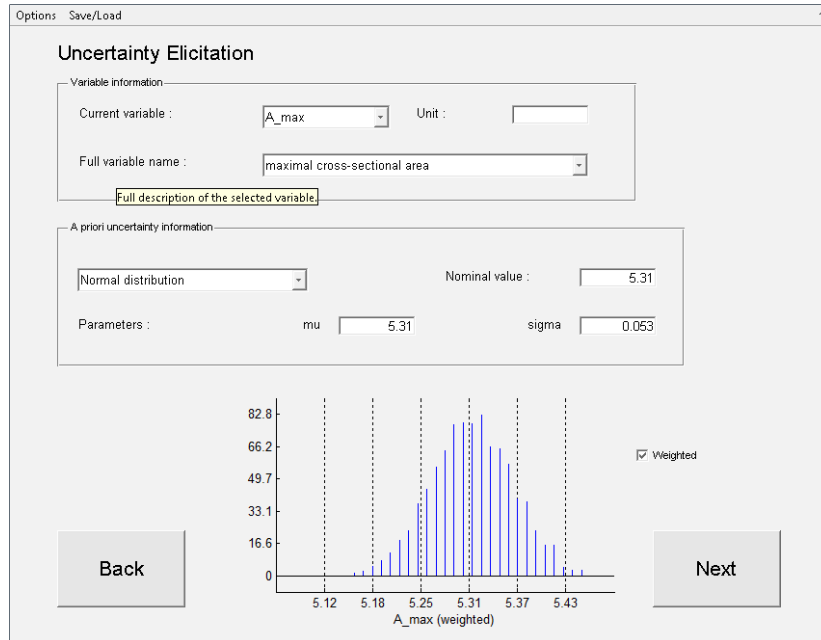 Options Save/Load
Uncertainty Elicitation
Variable information
Current variable : A_max Unit :
Full variable name : maximal cross-sectional area
Full description of the selected variable.
A priori uncertainty information
Normal distribution Nominal value : 5.31
Parameters : mu 5.31 sigma 0.053
82.8
66.2
49.7
33.1
16.6
0
5.12 5.18 5.25 5.31 5.37 5.43
A_max (weighted)
Weighted
Back
Next